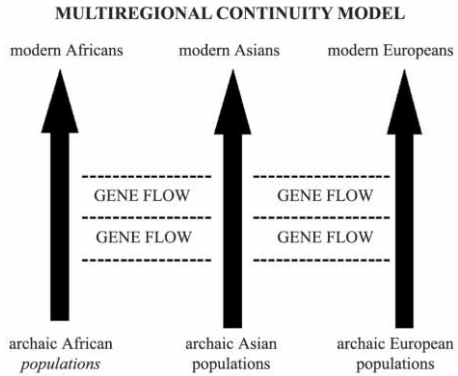 MULTIREGIONAL CONTINUITY MODEL
modern Africans modern Asians modern Europeans
GENE FLOW GENE FLOW
GENE FLOW GENE FLOW
archaic African archaic Asian archaic European
populations populations populations